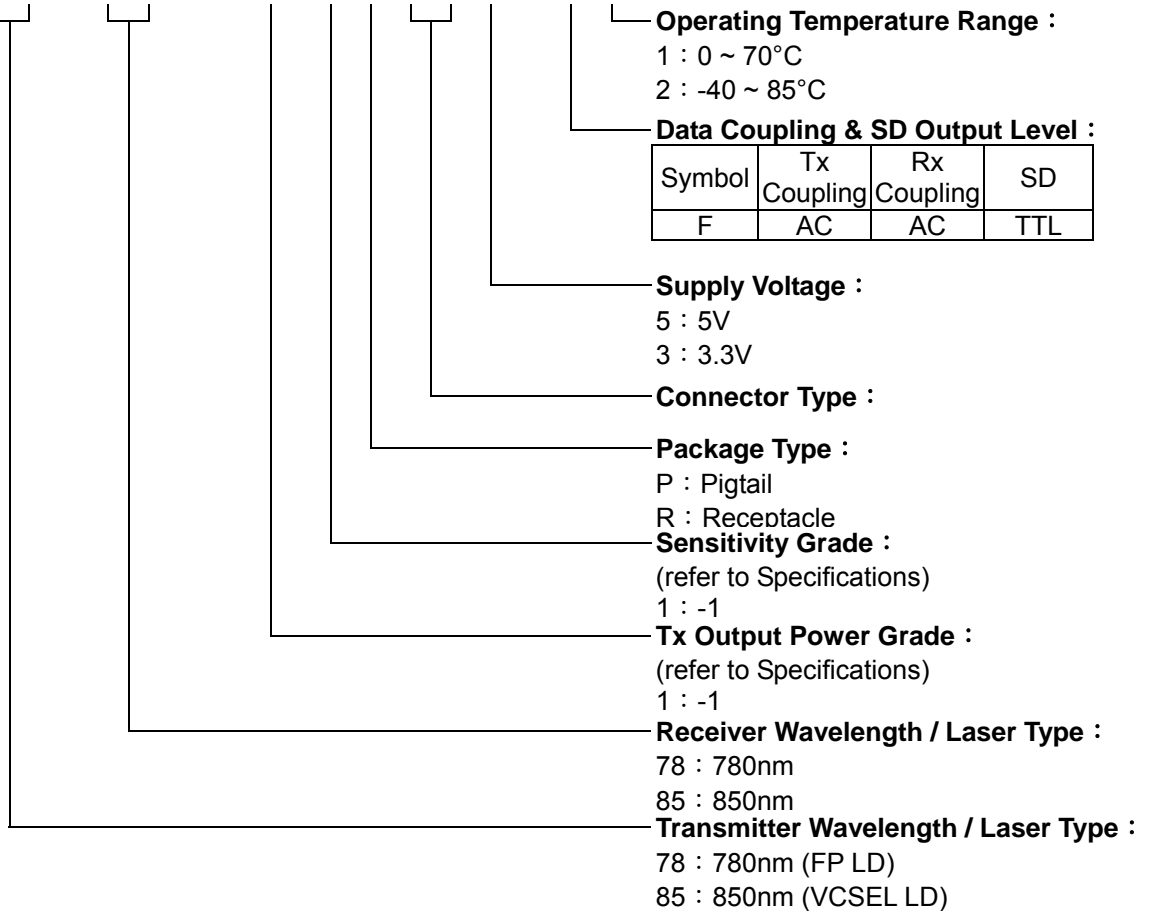 Operating Temperature Range：
1：0 ~ 70°C
2：-40 ~ 85°C
Data Coupling & SD Output Level：
Symbol Tx Coupling Rx Coupling SD
F AC AC TTL
Supply Voltage：
5：5V
3：3.3V
Connector Type：
Package Type：
P：Pigtail
R：Receptacle
Sensitivity Grade：
(refer to Specifications)
1：-1
Tx Output Power Grade：
(refer to Specifications)
1：-1
Receiver Wavelength / Laser Type：
78：780nm
85：850nm
Transmitter Wavelength / Laser Type：
78：780nm (FP LD)
85：850nm (VCSEL LD)